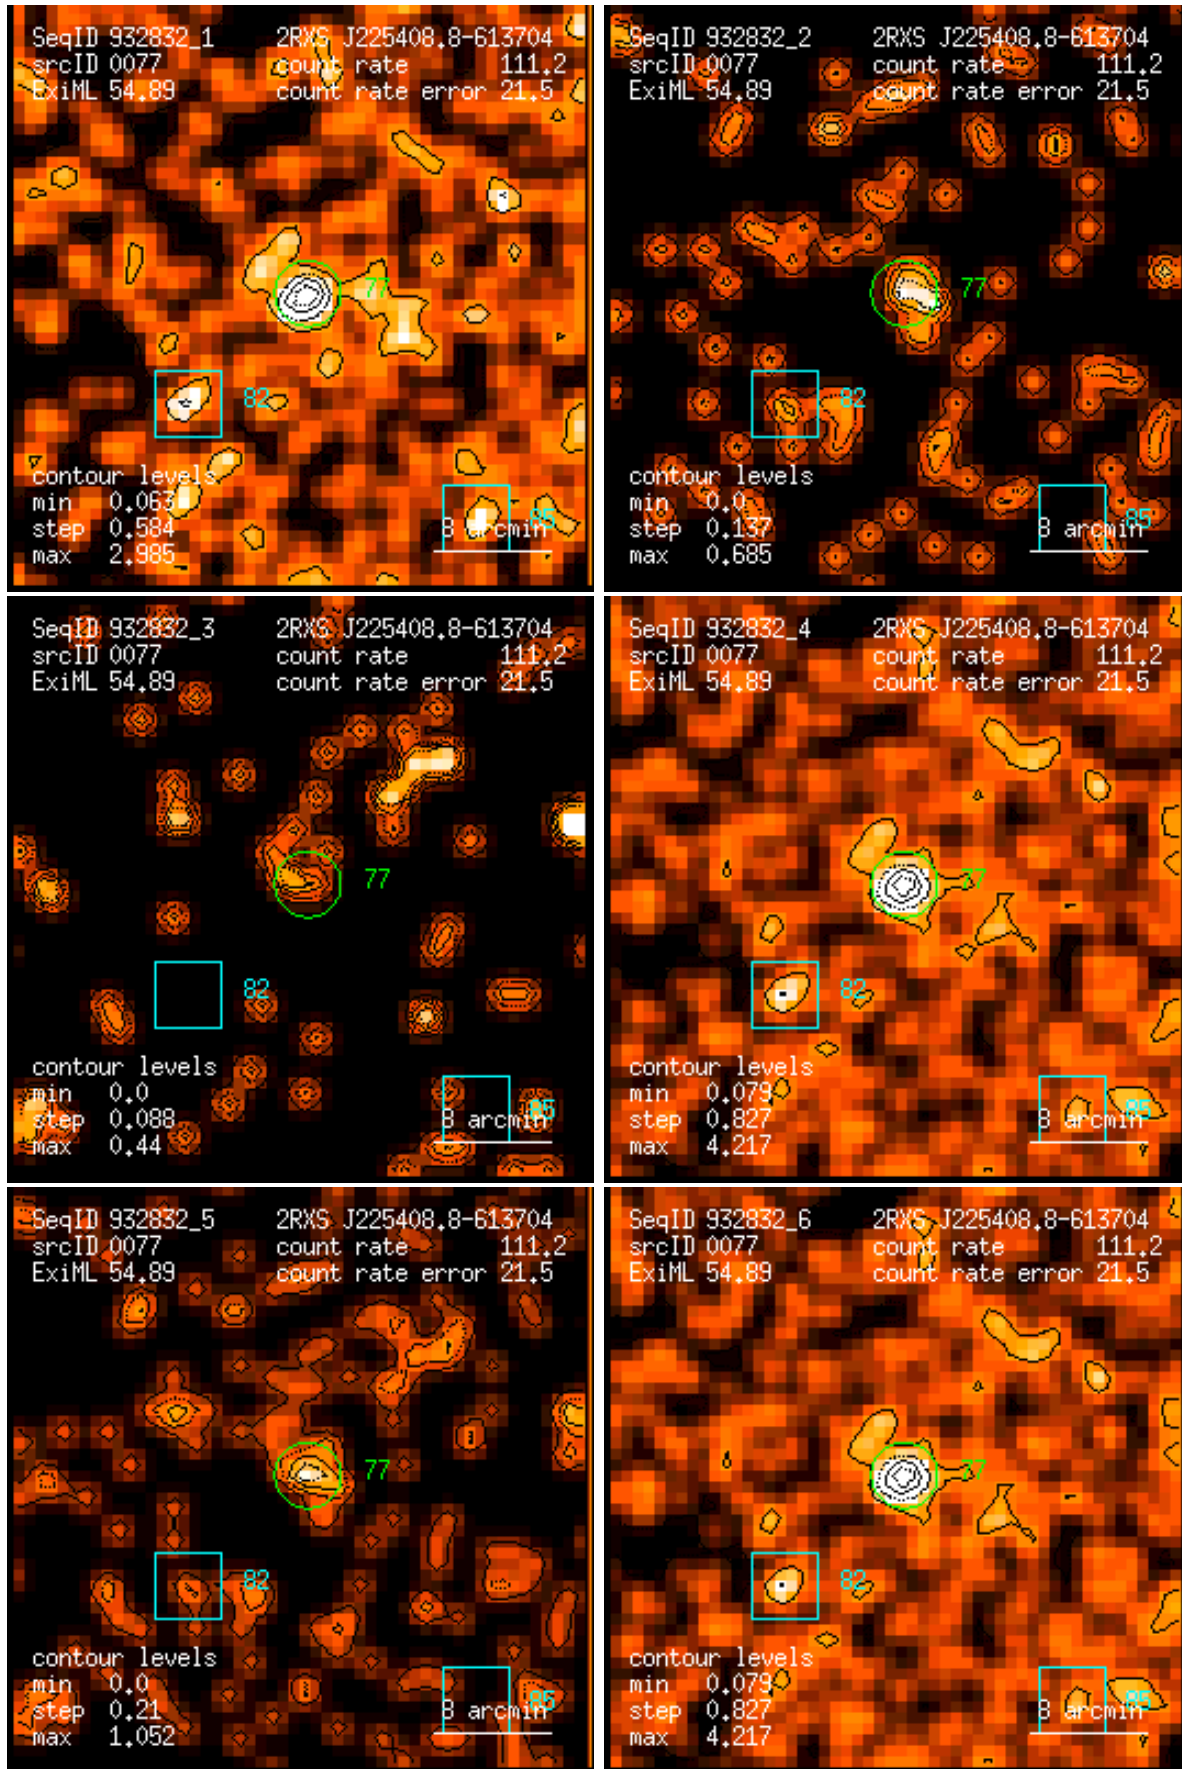 SeqID 932832_1 2RXS J225408.8-613704
srcID 0077 count rate 111.2
ExiML 54.89 count rate error 21.5
77
82
contour levels
min 0.063
step 0.584
85
8 arcmin
max 2.985
SeqID 932832_2 2RXS J225408.8-613704
srcID 0077 count rate 111.2
ExiML 54.89 count rate error 21.5
77
82
contour levels
min 0.0
step 0.137
85
8 arcmin
max 0.685
SeqID 932832_3 2RXS J225408.8-613704
srcID 0077 count rate 111.2
ExiML 54.89 count rate error 21.5
77
82
contour levels
min 0.0
step 0.088
85
8 arcmin
max 0.44
SeqID 932832_4 2RXS J225408.8-613704
srcID 0077 count rate 111.2
ExiML 54.89 count rate error 21.5
77
82
contour levels
min 0.079
step 0.827
85
8 arcmin
max 4.217
SeqID 932832_5 2RXS J225408.8-613704
srcID 0077 count rate 111.2
ExiML 54.89 count rate error 21.5
77
82
contour levels
min 0.0
step 0.21
85
8 arcmin
max 1.052
SeqID 932832_6 2RXS J225408.8-613704
srcID 0077 count rate 111.2
ExiML 54.89 count rate error 21.5
77
82
contour levels
min 0.079
step 0.827
85
8 arcmin
max 4.217